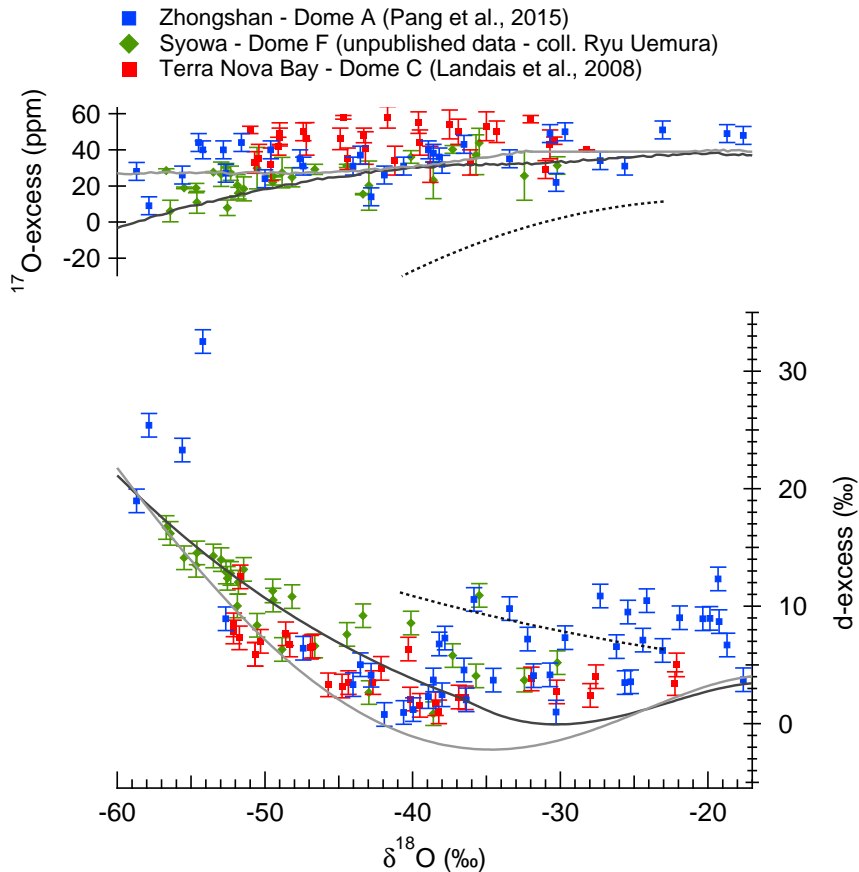 Zhongshan - Dome A (Pang et al., 2015)
Syowa - Dome F (unpublished data - coll. Ryu Uemura)
Terra Nova Bay - Dome C (Landais et al., 2008)
60
40
20
0
-20
17O-excess (ppm)
30
20
10
0
d-excess (‰)
-60
-50
-40
-30
-20
δ18O (‰)